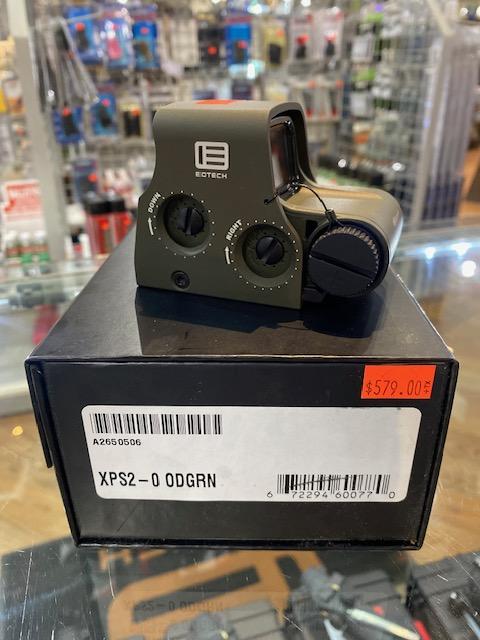 EOTECH
DOWN
RIGHT
$579.00
A2650506
XPS2-0 ODGRN
6 72294 60077 0